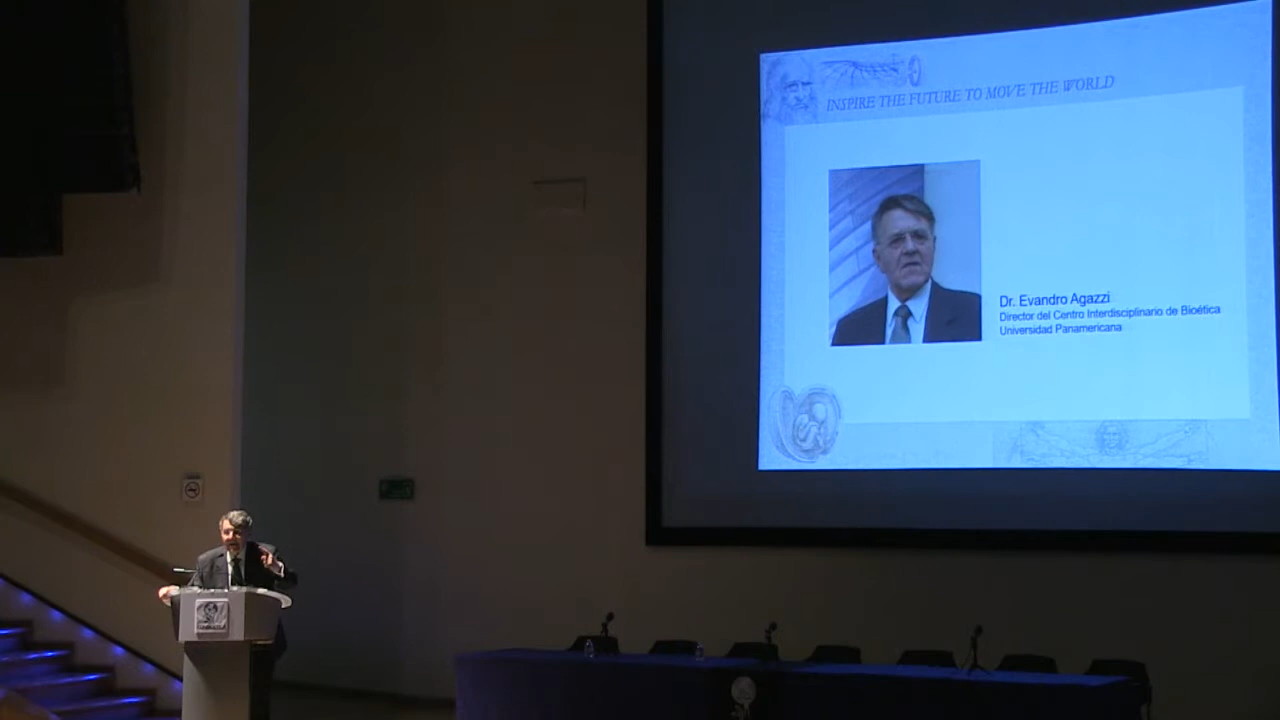 INSPIRE THE FUTURE TO MOVE THE WORLD
Dr. Evandro Agazzi
Director del Centro Interdisciplinario de Bioética
Universidad Panamericana